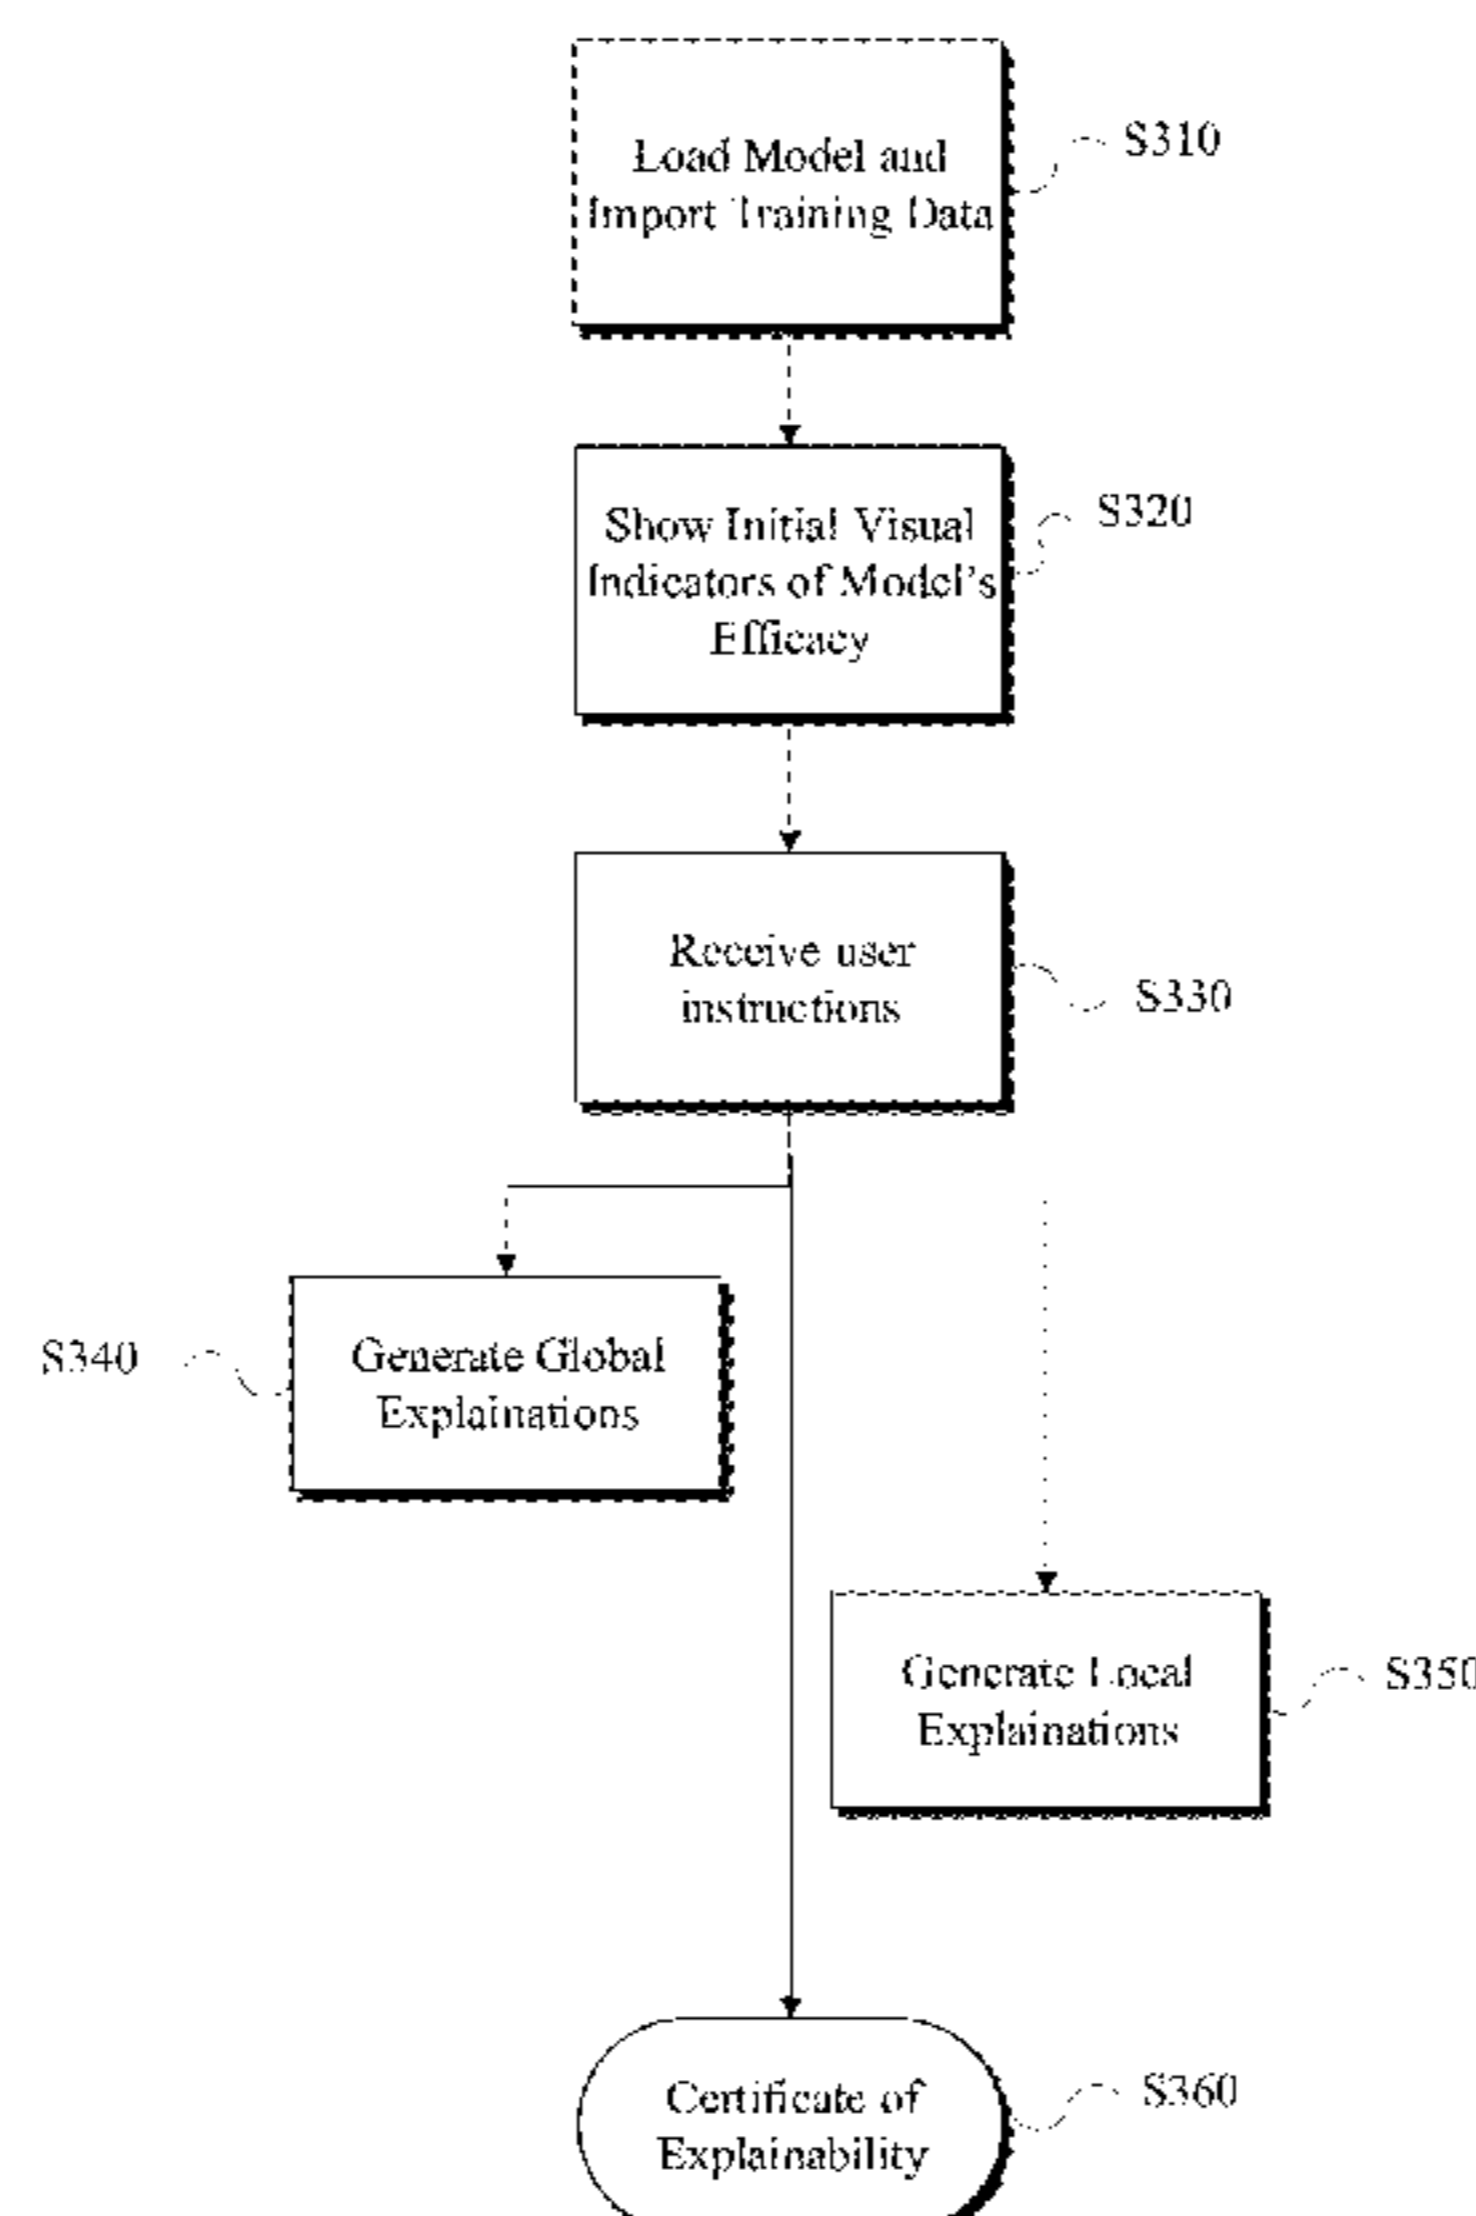 Load Model and
Import Training Data
S310
Show Initial Visual
Indicators of Model's
Efficacy
S320
Receive user
instructions
S330
Generate Global
Explainations
S340
Generate Local
Explainations
S350
Certificate of
Explainability
S360